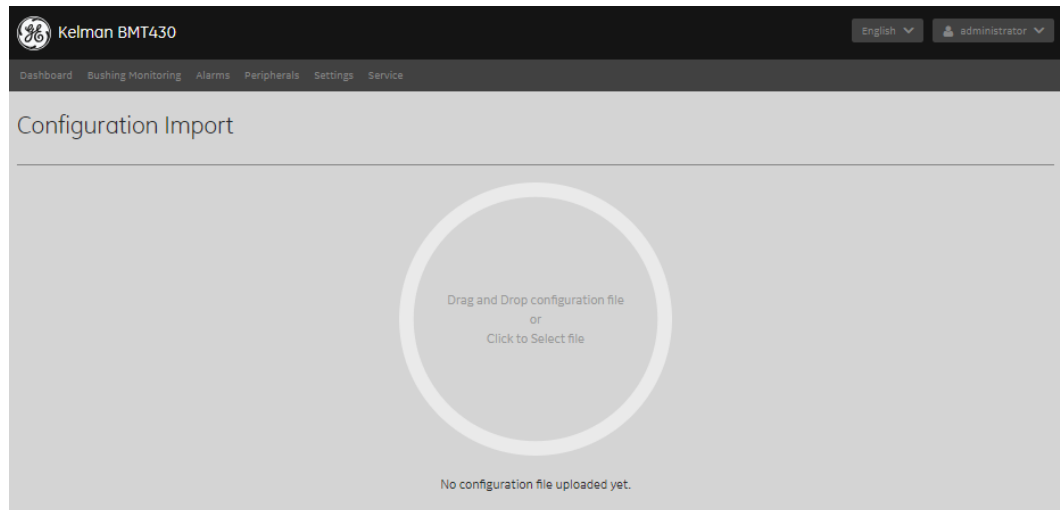 Kelman BMT430
English
administrator
Dashboard Bushing Monitoring Alarms Peripherals Settings Service
Configuration Import
Drag and Drop configuration file
or
Click to Select file
No configuration file uploaded yet.